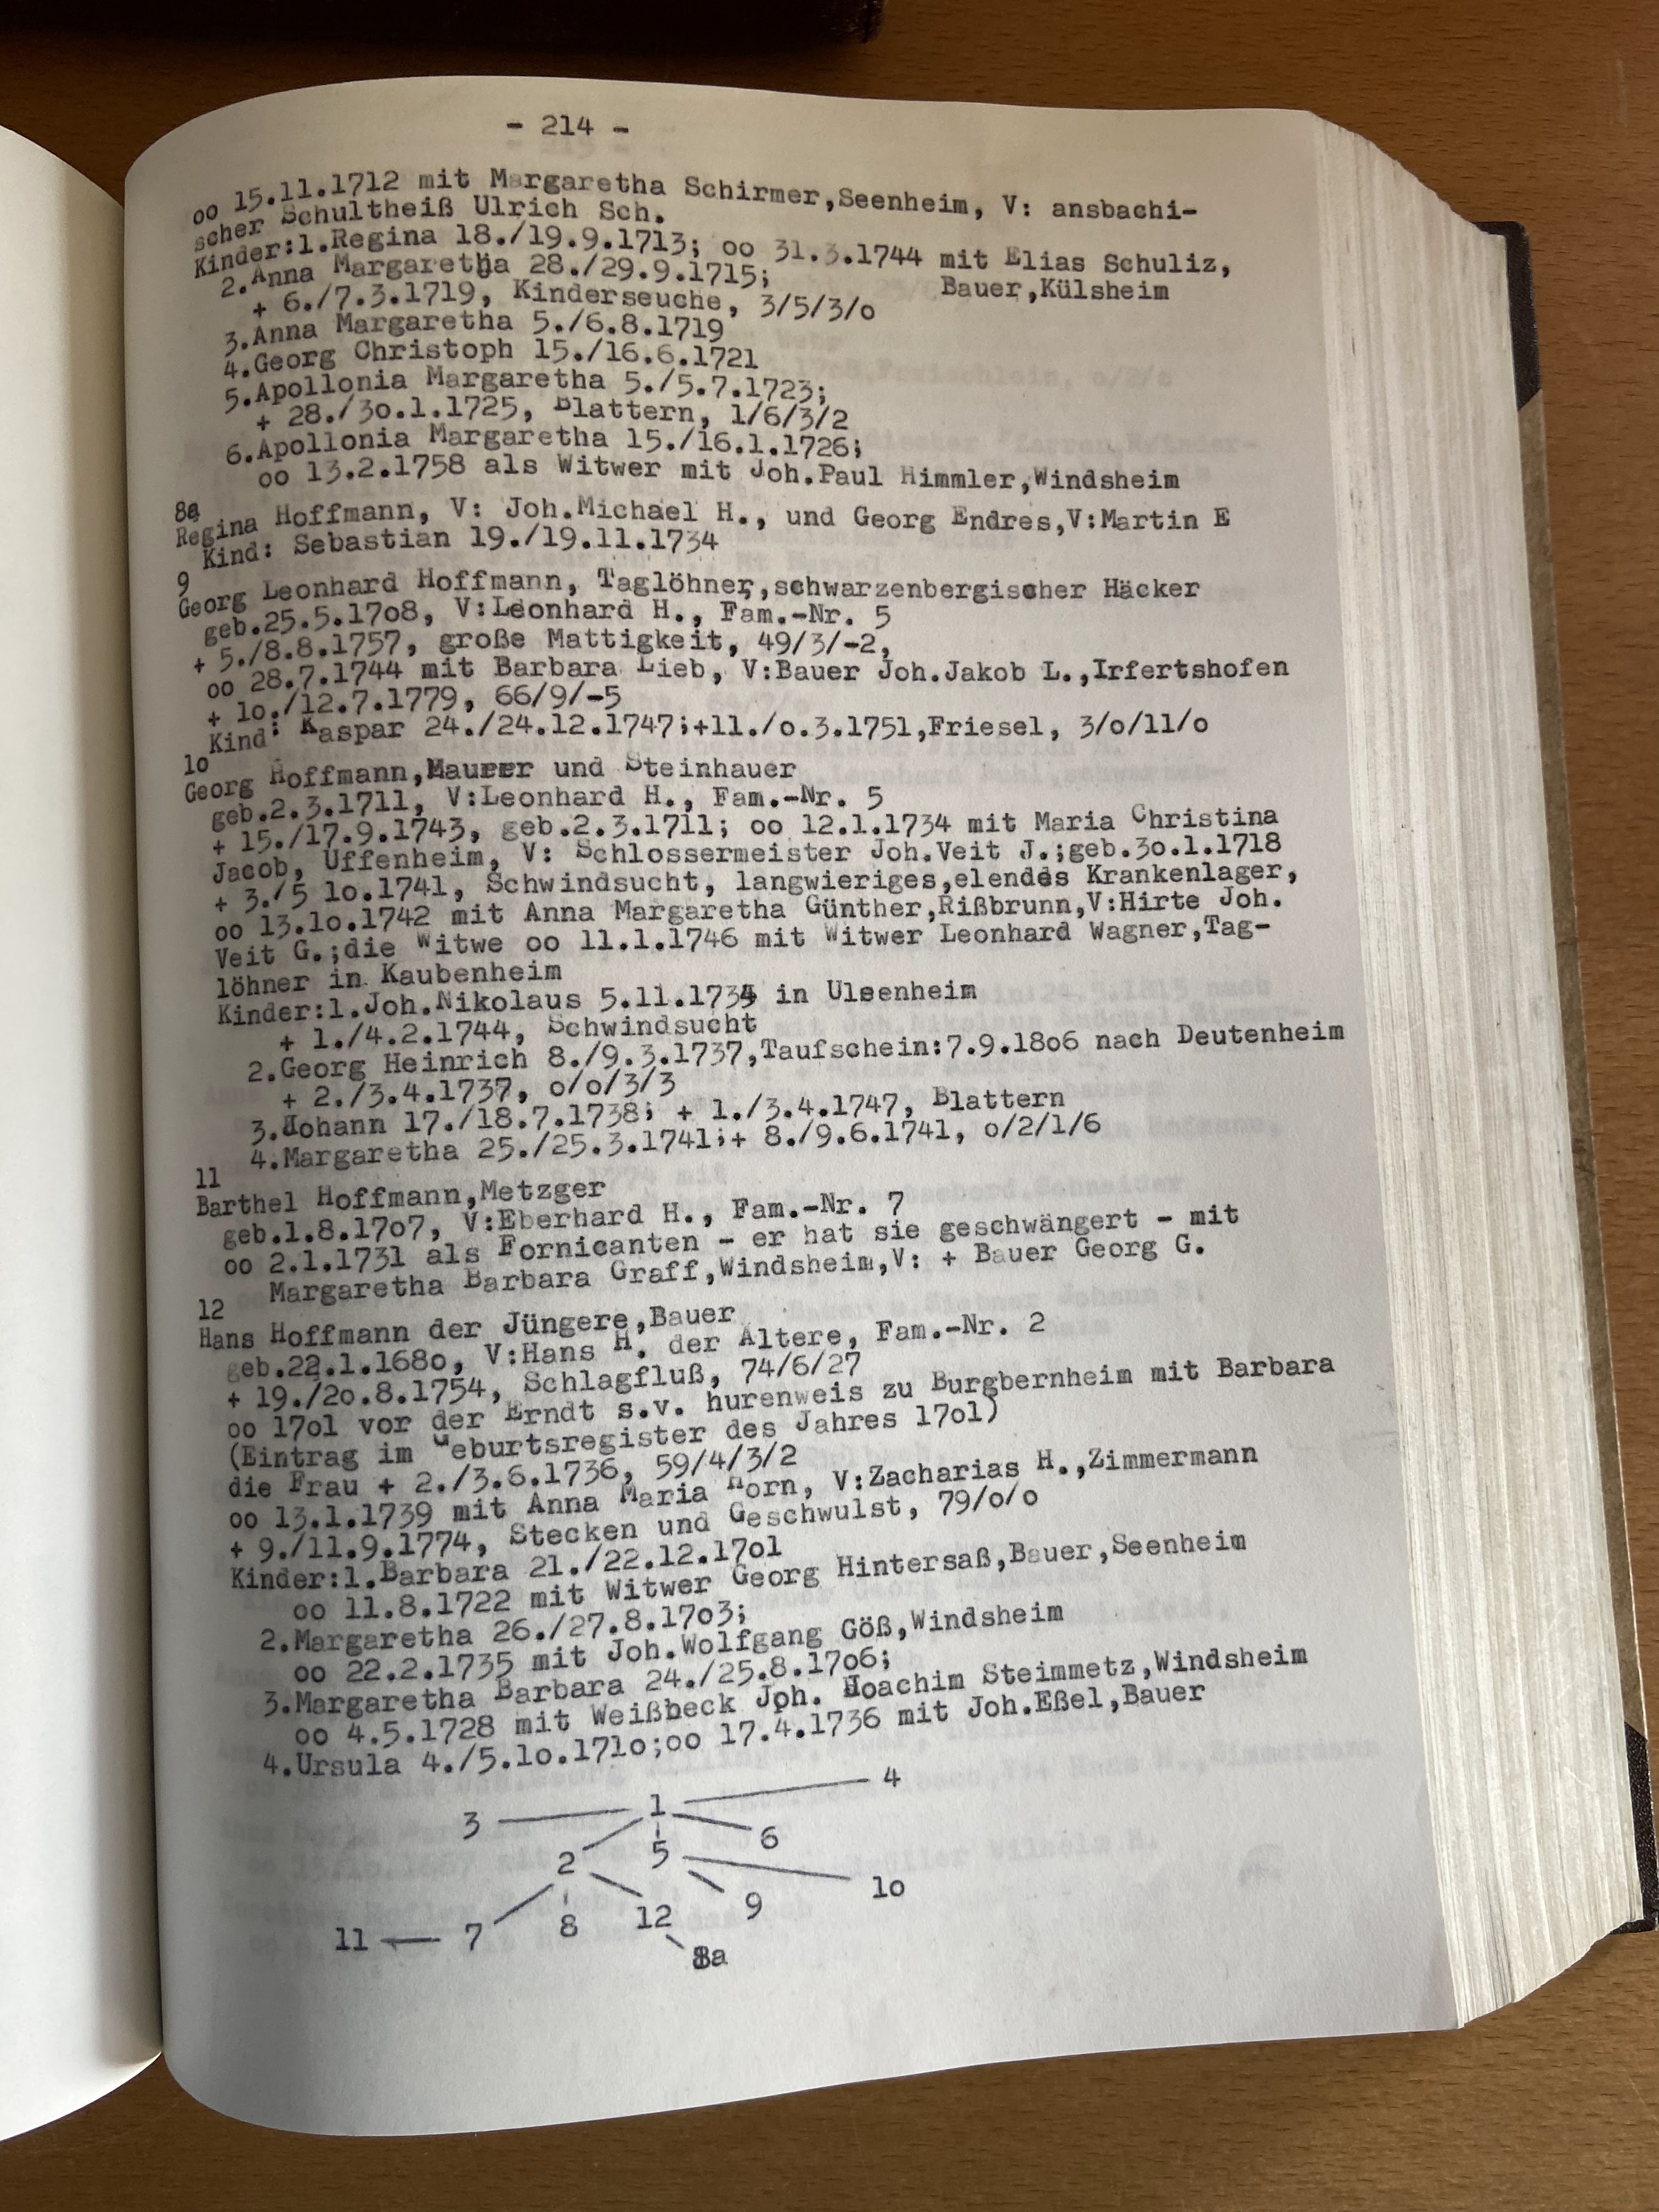 - 214 -
oo 15.11.1712 mit Margaretha Schirmer,Seenheim, V: ansbachi-
scher Schultheiß Ulrich Sch.
Kinder:1.Regina 18./19.9.1713; oo 31.3.1744 mit Elias Schuliz,
2.Anna Margaretha 28./29.9.1715; Bauer,Külsheim
+ 6./7.3.1719, Kinderseuche, 3/5/3/o
3.Anna Margaretha 5./6.8.1719
4.Georg Christoph 15./16.6.1721
5.Apollonia Margaretha 5./5.7.1723;
+ 28./3o.1.1725, Blattern, 1/6/3/2
6.Apollonia Margaretha 15./16.1.1726;
oo 13.2.1758 als Witwer mit Joh.Paul Himmler,Windsheim
8a
Regina Hoffmann, V: Joh.Michael H., und Georg Endres,V:Martin E
Kind: Sebastian 19./19.11.1734
9
Georg Leonhard Hoffmann, Taglöhner,schwarzenbergischer Häcker
geb.25.5.17o8, V:Leonhard H., Fam.-Nr. 5
+ 5./8.8.1757, große Mattigkeit, 49/3/-2,
oo 28.7.1744 mit Barbara Lieb, V:Bauer Joh.Jakob L.,Irfertshofen
+ 1o./12.7.1779, 66/9/-5
Kind: Kaspar 24./24.12.1747;+11./o.3.1751,Friesel, 3/o/11/o
1o
Georg Hoffmann,Maurer und Steinhauer
geb.2.3.1711, V:Leonhard H., Fam.-Nr. 5
+ 15./17.9.1743, geb.2.3.1711; oo 12.1.1734 mit Maria Christina
Jacob, Uffenheim, V: Schlossermeister Joh.Veit J.;geb.3o.1.1718
+ 3./5 1o.1741, Schwindsucht, langwieriges,elendes Krankenlager,
oo 13.1o.1742 mit Anna Margaretha Günther,Rißbrunn,V:Hirte Joh.
Veit G.;die Witwe oo 11.1.1746 mit Witwer Leonhard Wagner,Tag-
löhner in Kaubenheim
Kinder:1.Joh.Nikolaus 5.11.1734 in Ulsenheim
+ 1./4.2.1744, Schwindsucht
2.Georg Heinrich 8./9.3.1737,Taufschein:7.9.18o6 nach Deutenheim
+ 2./3.4.1737, o/o/3/3
3.Johann 17./18.7.1738; + 1./3.4.1747, Blattern
4.Margaretha 25./25.3.1741;+ 8./9.6.1741, o/2/1/6
11
Barthel Hoffmann,Metzger
geb.1.8.17o7, V:Eberhard H., Fam.-Nr. 7
oo 2.1.1731 als Fornicanten - er hat sie geschwängert - mit
Margaretha Barbara Graff,Windsheim,V: + Bauer Georg G.
12
Hans Hoffmann der Jüngere,Bauer
geb.22.1.168o, V:Hans H. der Ältere, Fam.-Nr. 2
+ 19./2o.8.1754, Schlagfluß, 74/6/27
oo 17o1 vor der Erndt s.v. hurenweis zu Burgbernheim mit Barbara
(Eintrag im Geburtsregister des Jahres 17o1)
die Frau + 2./3.6.1736, 59/4/3/2
oo 13.1.1739 mit Anna Maria Horn, V:Zacharias H.,Zimmermann
+ 9./11.9.1774, Stecken und Geschwulst, 79/o/o
Kinder:1.Barbara 21./22.12.17o1
oo 11.8.1722 mit Witwer Georg Hintersaß,Bauer,Seenheim
2.Margaretha 26./27.8.17o3;
oo 22.2.1735 mit Joh.Wolfgang Göß,Windsheim
3.Margaretha Barbara 24./25.8.17o6;
oo 4.5.1728 mit Weißbeck Joh. Joachim Steimmetz,Windsheim
4.Ursula 4./5.1o.171o;oo 17.4.1736 mit Joh.Eßel,Bauer
3 1 4
2 5 6
11 7 8 12 9 1o
8a